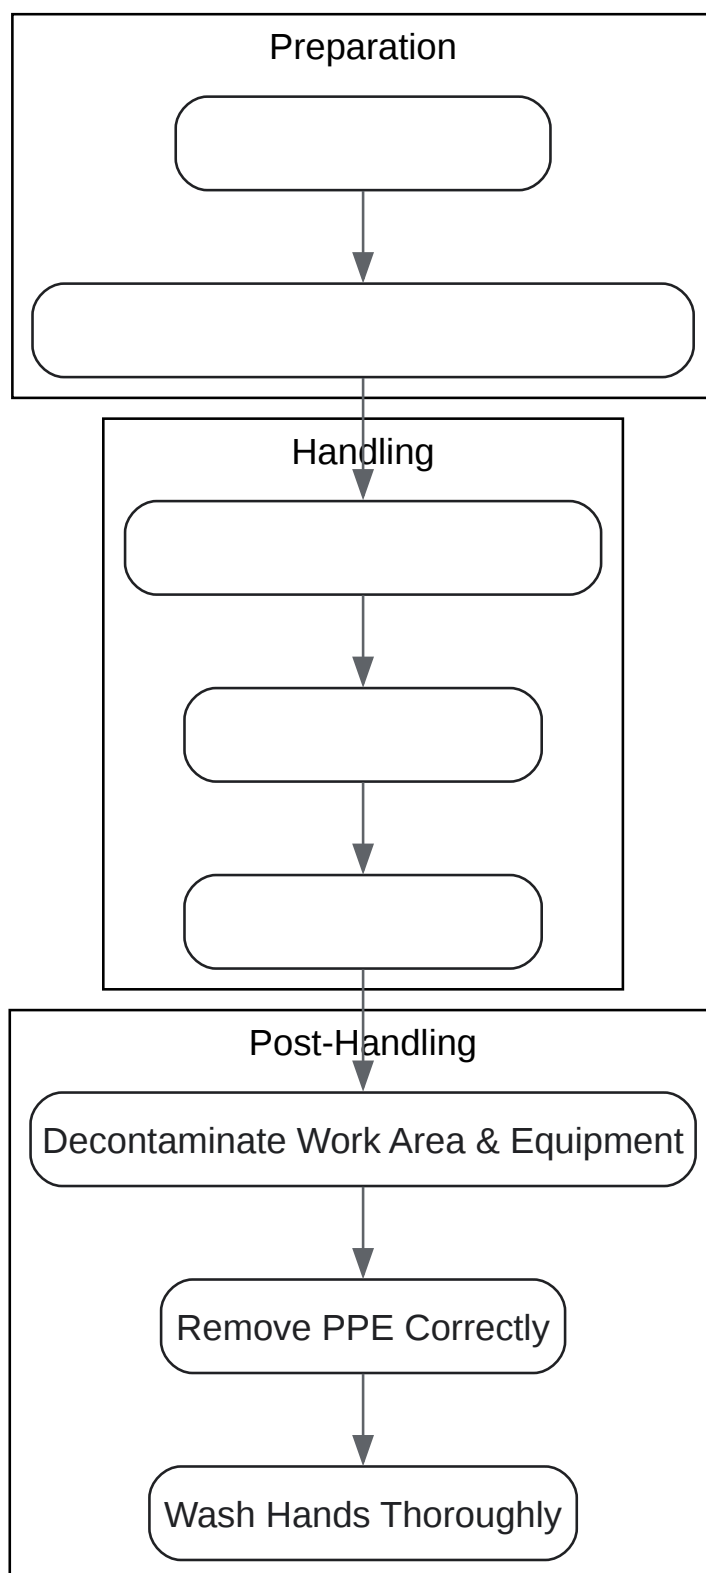 Preparation
Handling
Post-Handling
Decontaminate Work Area & Equipment
Remove PPE Correctly
Wash Hands Thoroughly